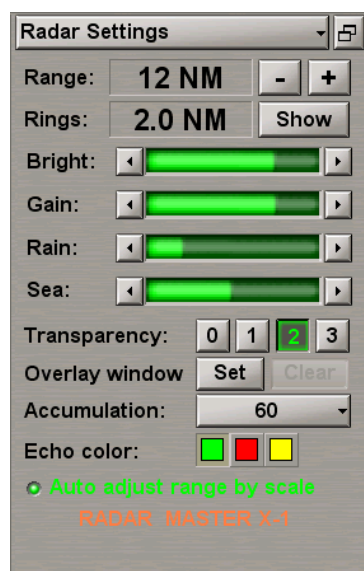 Radar Settings
Range: 12 NM - +
Rings: 2.0 NM Show
Bright:
Gain:
Rain:
Sea:
Transparency: 0 1 2 3
Overlay window Set Clear
Accumulation: 60
Echo color:
Auto adjust range by scale
RADAR MASTER X-1